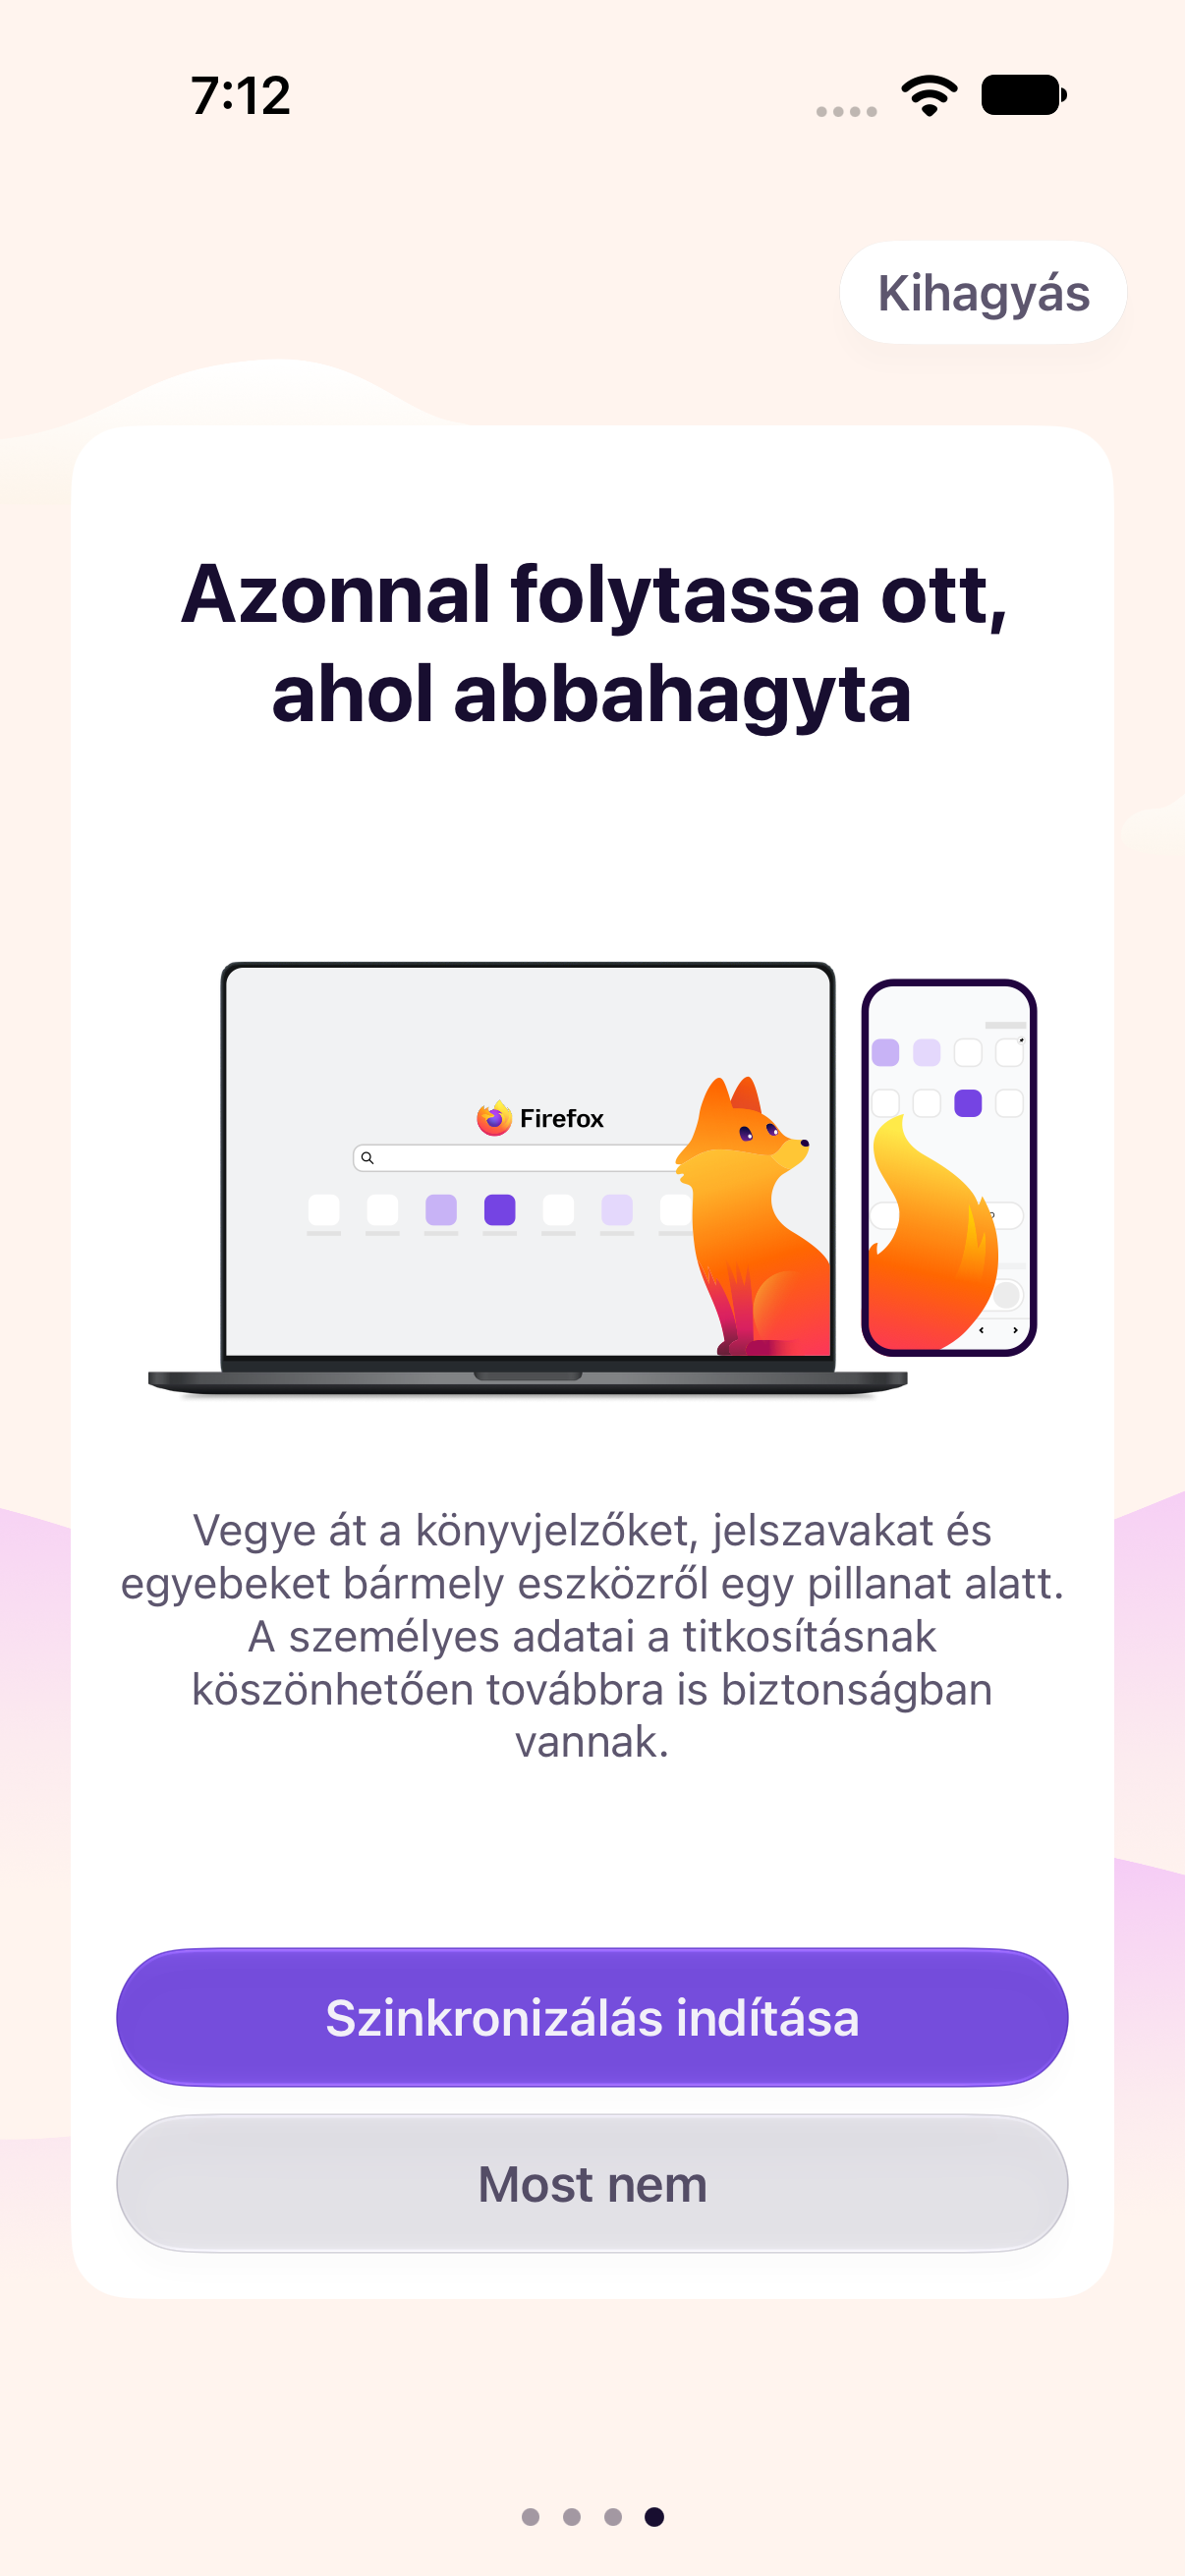 7:12
Kihagyás
Azonnal folytassa ott,
ahol abbahagyta
Firefox
Vegye át a könyvjelzőket, jelszavakat és
egyebeket bármely eszközről egy pillanat alatt.
A személyes adatai a titkosításnak
köszönhetően továbbra is biztonságban
vannak.
Szinkronizálás indítása
Most nem